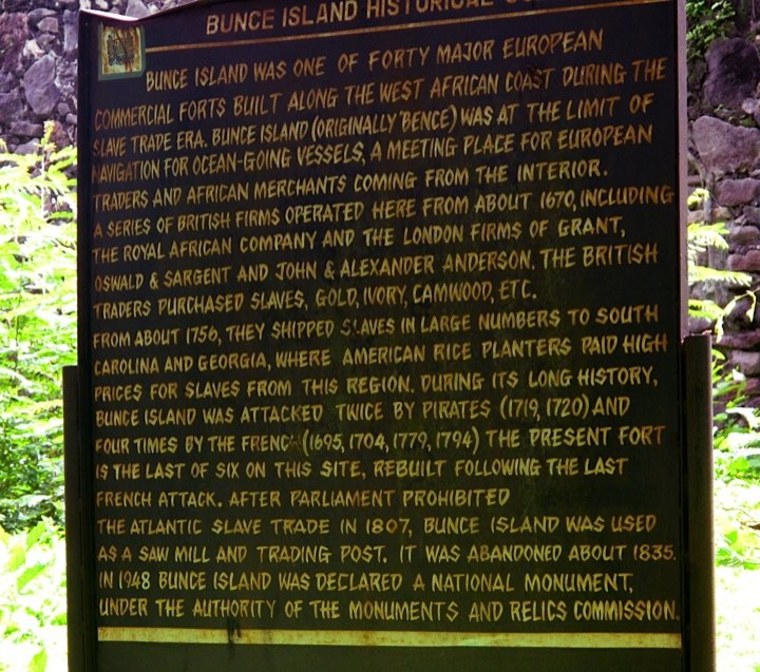 BUNCE ISLAND HISTORICAL
BUNCE ISLAND WAS ONE OF FORTY MAJOR EUROPEAN
COMMERCIAL FORTS BUILT ALONG THE WEST AFRICAN COAST DURING THE
SLAVE TRADE ERA. BUNCE ISLAND (ORIGINALLY BENCE) WAS AT THE LIMIT OF
NAVIGATION FOR OCEAN-GOING VESSELS, A MEETING PLACE FOR EUROPEAN
TRADERS AND AFRICAN MERCHANTS COMING FROM THE INTERIOR.
A SERIES OF BRITISH FIRMS OPERATED HERE FROM ABOUT 1670, INCLUDING
THE ROYAL AFRICAN COMPANY AND THE LONDON FIRMS OF GRANT,
OSWALD & SARGENT AND JOHN & ALEXANDER ANDERSON. THE BRITISH
TRADERS PURCHASED SLAVES, GOLD, IVORY, CAMWOOD, ETC.
FROM ABOUT 1756, THEY SHIPPED SLAVES IN LARGE NUMBERS TO SOUTH
CAROLINA AND GEORGIA, WHERE AMERICAN RICE PLANTERS PAID HIGH
PRICES FOR SLAVES FROM THIS REGION. DURING ITS LONG HISTORY,
BUNCE ISLAND WAS ATTACKED TWICE BY PIRATES (1719, 1720) AND
FOUR TIMES BY THE FRENCH (1695, 1704, 1779, 1794) THE PRESENT FORT
IS THE LAST OF SIX ON THIS SITE, REBUILT FOLLOWING THE LAST
FRENCH ATTACK. AFTER PARLIAMENT PROHIBITED
THE ATLANTIC SLAVE TRADE IN 1807, BUNCE ISLAND WAS USED
AS A SAW MILL AND TRADING POST. IT WAS ABANDONED ABOUT 1835.
IN 1948 BUNCE ISLAND WAS DECLARED A NATIONAL MONUMENT,
UNDER THE AUTHORITY OF THE MONUMENTS AND RELICS COMMISSION.